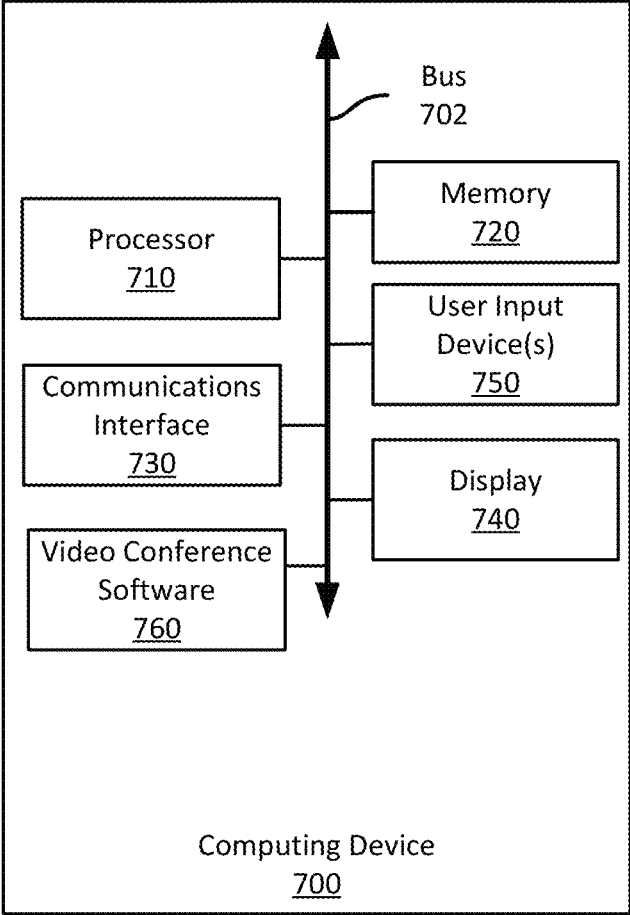 Bus
702
Memory
720
Processor
710
User Input
Device(s)
750
Communications
Interface
730
Display
740
Video Conference
Software
760
Computing Device
700